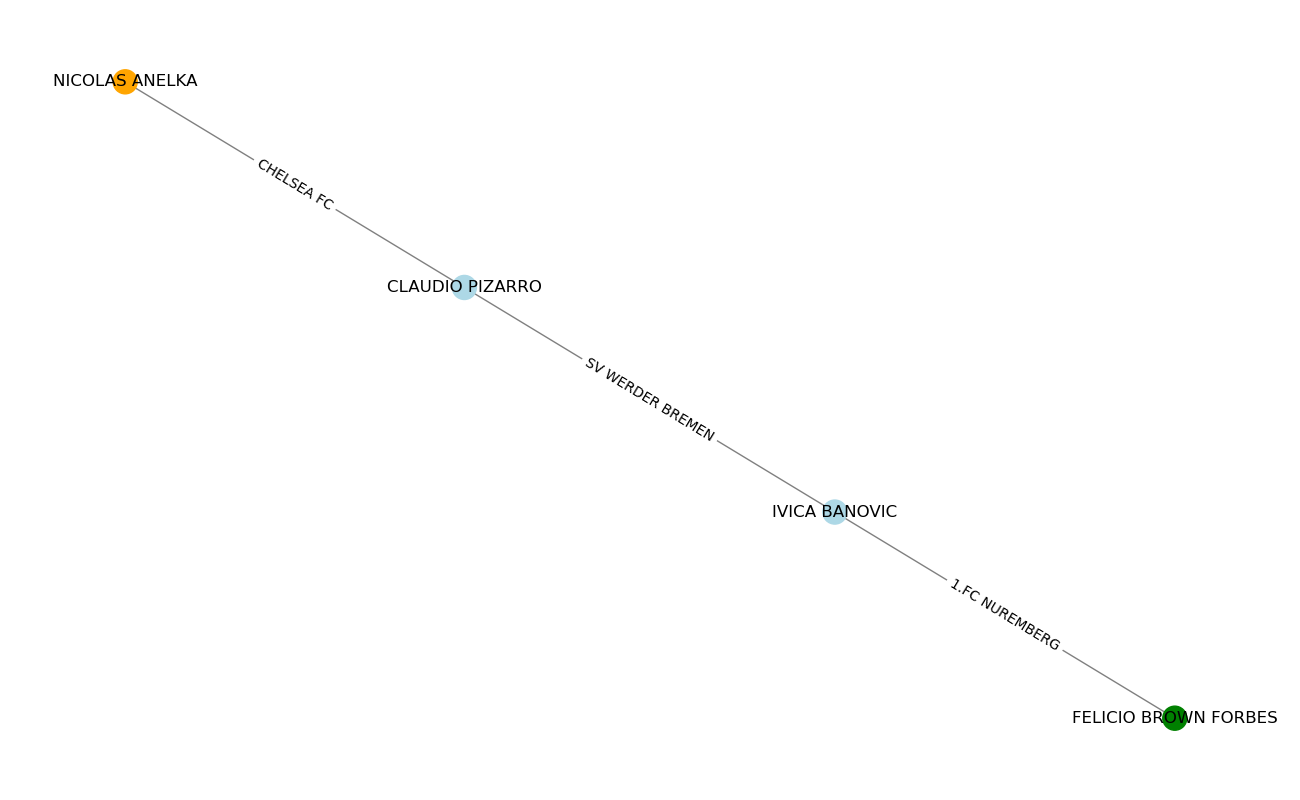 NICOLAS ANELKA
CHELSEA FC
CLAUDIO PIZARRO
SV WERDER BREMEN
IVICA BANOVIC
1.FC NUREMBERG
FELICIO BROWN FORBES